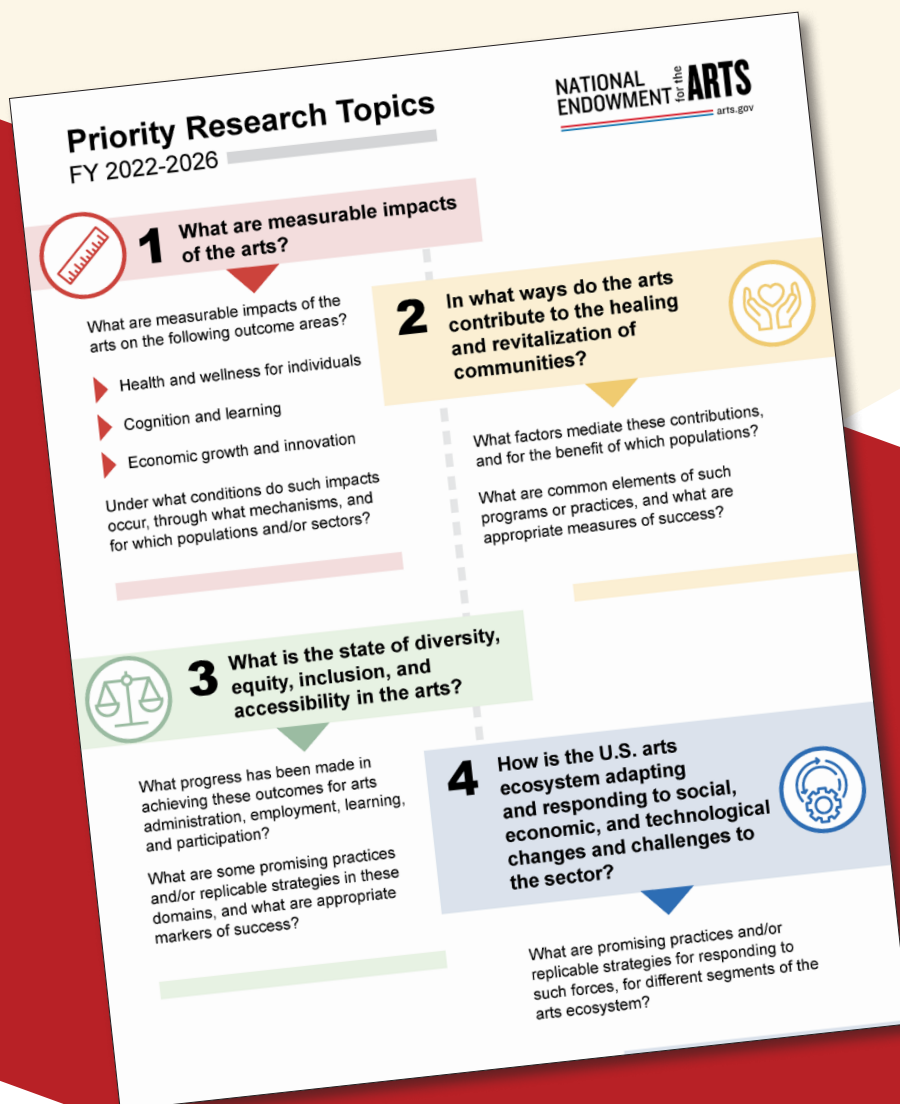 Priority Research Topics
FY 2022-2026
NATIONAL
ENDOWMENT
for the
ARTS
arts.gov
1
What are measurable impacts
of the arts?
What are measurable impacts of the
arts on the following outcome areas?
Health and wellness for individuals
Cognition and learning
Economic growth and innovation
Under what conditions do such impacts
occur, through what mechanisms, and
for which populations and/or sectors?
2
In what ways do the arts
contribute to the healing
and revitalization of
communities?
What factors mediate these contributions,
and for the benefit of which populations?
What are common elements of such
programs or practices, and what are
appropriate measures of success?
3
What is the state of diversity,
equity, inclusion, and
accessibility in the arts?
What progress has been made in
achieving these outcomes for arts
administration, employment, learning,
and participation?
What are some promising practices
and/or replicable strategies in these
domains, and what are appropriate
markers of success?
4
How is the U.S. arts
ecosystem adapting
and responding to social,
economic, and technological
changes and challenges to
the sector?
What are promising practices and/or
replicable strategies for responding to
such forces, for different segments of the
arts ecosystem?